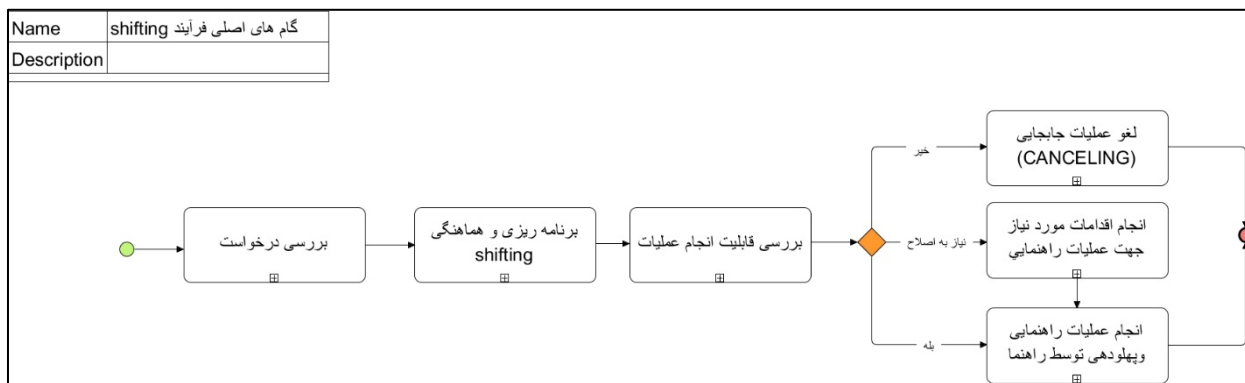 Name
گام های اصلی فرآیند shifting
Description
بررسی درخواست
برنامه ریزی و هماهنگی
shifting
بررسی قابلیت انجام عملیات
خیر
نیاز به اصلاح
بله
لغو عملیات جابجایی
(CANCELING)
انجام اقدامات مورد نیاز
جهت عملیات راهنمايي
انجام عملیات راهنمایی
وپهلودهی توسط راهنما